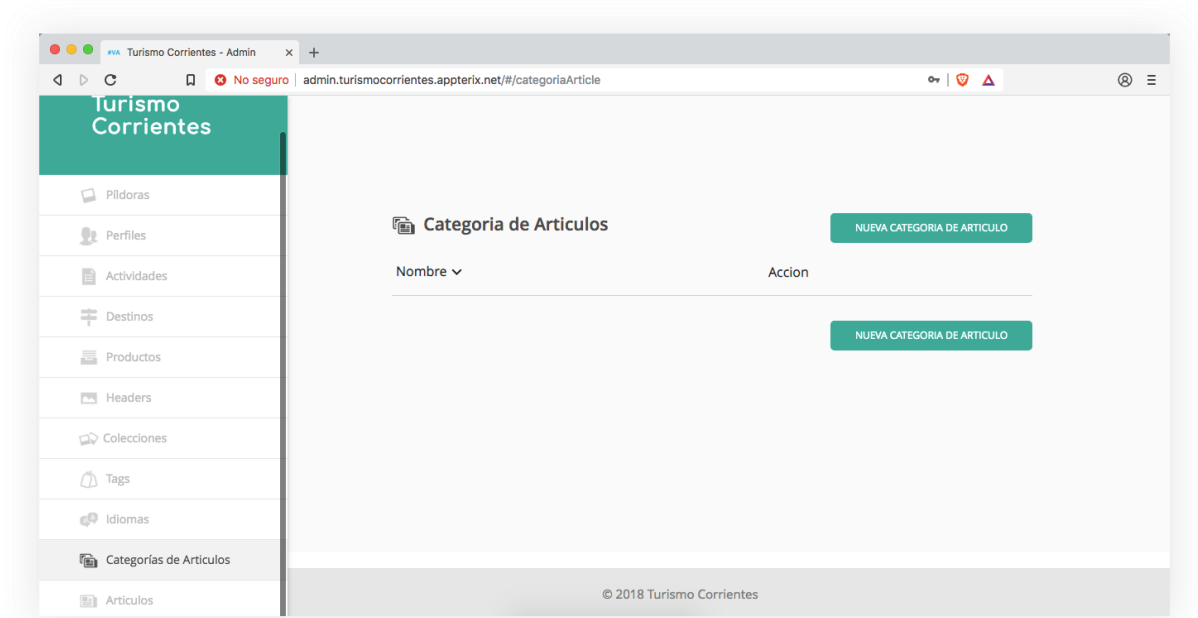 #VA Turismo Corrientes - Admin
No seguro admin.turismocorrientes.appterix.net/#/categoriaArticle
Turismo
Corrientes
Píldoras
Perfiles
Actividades
Destinos
Productos
Headers
Colecciones
Tags
Idiomas
Categorías de Articulos
Articulos
Categoria de Articulos
NUEVA CATEGORIA DE ARTICULO
Nombre
Accion
NUEVA CATEGORIA DE ARTICULO
© 2018 Turismo Corrientes